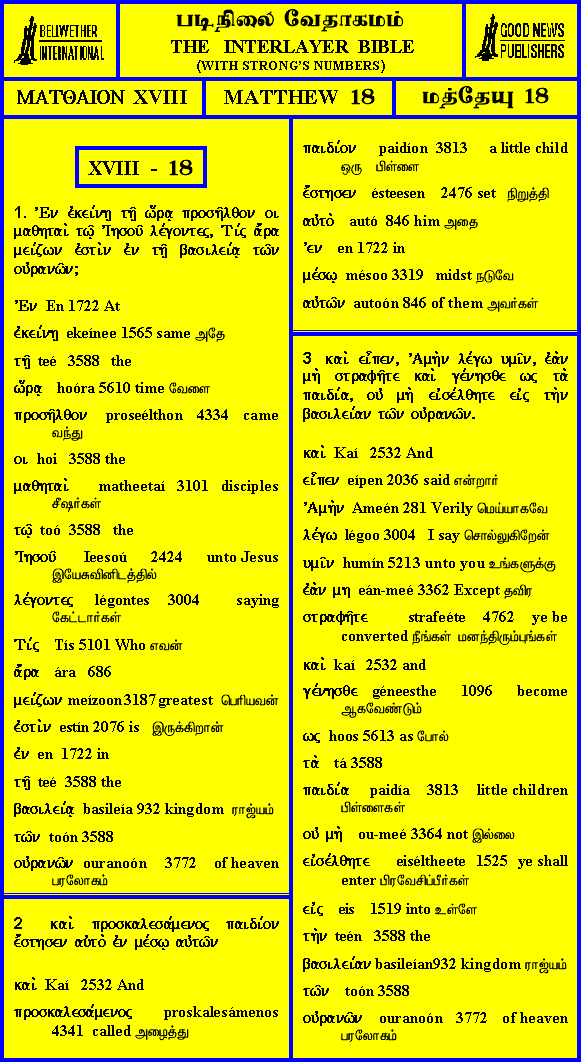 BELLWETHER
INTERNATIONAL
படிநிலை வேதாகமம்
THE INTERLAYER BIBLE
(WITH STRONG'S NUMBERS)
GOOD NEWS
PUBLISHERS
ΜΑΤΘΑΙΟΝ XVIII
MATTHEW 18
மத்தேயு 18
XVIII - 18
1. Ἐν ἐκείνῃ τῇ ὥρᾳ προσῆλθον οι
μαθηταὶ τῷ Ἰησοῦ λέγοντες, Τίς ἄρα
μείζων ἐστὶν ἐν τῇ βασιλείᾳ τῶν
οὐρανῶν;
Ἐν En 1722 At
ἐκείνῃ ekeínee 1565 same அதே
τῇ teé 3588 the
ὥρᾳ hoóra 5610 time வேளை
προσῆλθον proseélthon 4334 came
வந்து
οι hoi 3588 the
μαθηταὶ matheetaí 3101 disciples
சீஷர்கள்
τῷ toó 3588 the
Ἰησοῦ Ieesoú 2424 unto Jesus
இயேசுவினிடத்தில்
λέγοντες légontes 3004 saying
கேட்டார்கள்
Τίς Tís 5101 Who எவன்
ἄρα ára 686
μείζων meízoon 3187 greatest பெரியவன்
ἐστὶν estín 2076 is இருக்கிறான்
ἐν en 1722 in
τῇ teé 3588 the
βασιλείᾳ basileía 932 kingdom ராஜ்யம்
τῶν toón 3588
οὐρανῶν ouranoón 3772 of heaven
பரலோகம்
2 καὶ προσκαλεσάμενος παιδίον
ἔστησεν αὐτὸ ἐν μέσῳ αὐτῶν
καὶ Kaí 2532 And
προσκαλεσάμενος proskalesámenos
4341 called அழைத்து
παιδίον paidíon 3813 a little child
ஒரு பிள்ளை
ἔστησεν ésteesen 2476 set நிறுத்தி
αὐτὸ autó 846 him அதை
Ἐν en 1722 in
μέσῳ mésoo 3319 midst நடுவே
αὐτῶν autoón 846 of them அவர்கள்
3 καὶ εἶπεν, Ἀμὴν λέγω υμῖν, ἐὰν
μὴ στραφῆτε καὶ γένησθε ως τὰ
παιδία, οὐ μὴ εἰσέλθητε εἰς τὴν
βασιλείαν τῶν οὐρανῶν.
καὶ Kaí 2532 And
εἶπεν eípen 2036 said என்றார்
Ἀμὴν Ameén 281 Verily மெய்யாகவே
λέγω légoo 3004 I say சொல்லுகிறேன்
υμῖν humín 5213 unto you உங்களுக்கு
ἐὰν μη eán-meé 3362 Except தவிர
στραφῆτε strafeéte 4762 ye be
converted நீங்கள் மனந்திரும்புங்கள்
καὶ kaí 2532 and
γένησθε géneesthe 1096 become
ஆகவேண்டும்
ως hoos 5613 as போல்
τὰ tá 3588
παιδία paidía 3813 little children
பிள்ளைகள்
οὐ μὴ ou-meé 3364 not இல்லை
εἰσέλθητε eiséltheete 1525 ye shall
enter பிரவேசிப்பீர்கள்
εἰς eis 1519 into உள்ளே
τὴν teén 3588 the
βασιλείαν basileían932 kingdom ராஜ்யம்
τῶν toón 3588
οὐρανῶν ouranoón 3772 of heaven
பரலோகம்